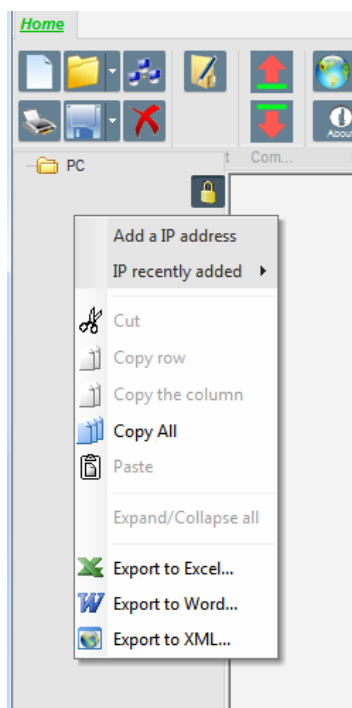 Home
About
t Com...
PC
Add a IP address
IP recently added
Cut
Copy row
Copy the column
Copy All
Paste
Expand/Collapse all
Export to Excel...
Export to Word...
Export to XML...